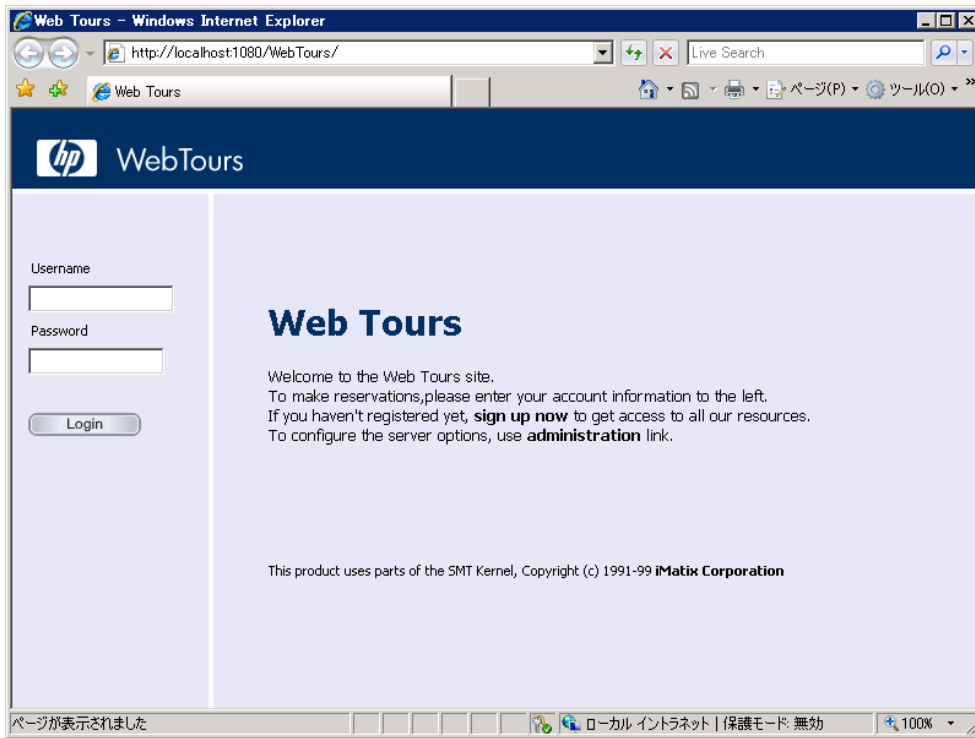 Web Tours - Windows Internet Explorer
http://localhost:1080/WebTours/
Live Search
Web Tours
ページ(P)
ツール(O)
»
hp WebTours
Username
Password
Login
Web Tours
Welcome to the Web Tours site.
To make reservations,please enter your account information to the left.
If you haven't registered yet, sign up now to get access to all our resources.
To configure the server options, use administration link.
This product uses parts of the SMT Kernel, Copyright (c) 1991-99 iMatix Corporation
ページが表示されました
ローカル イントラネット | 保護モード: 無効
100%